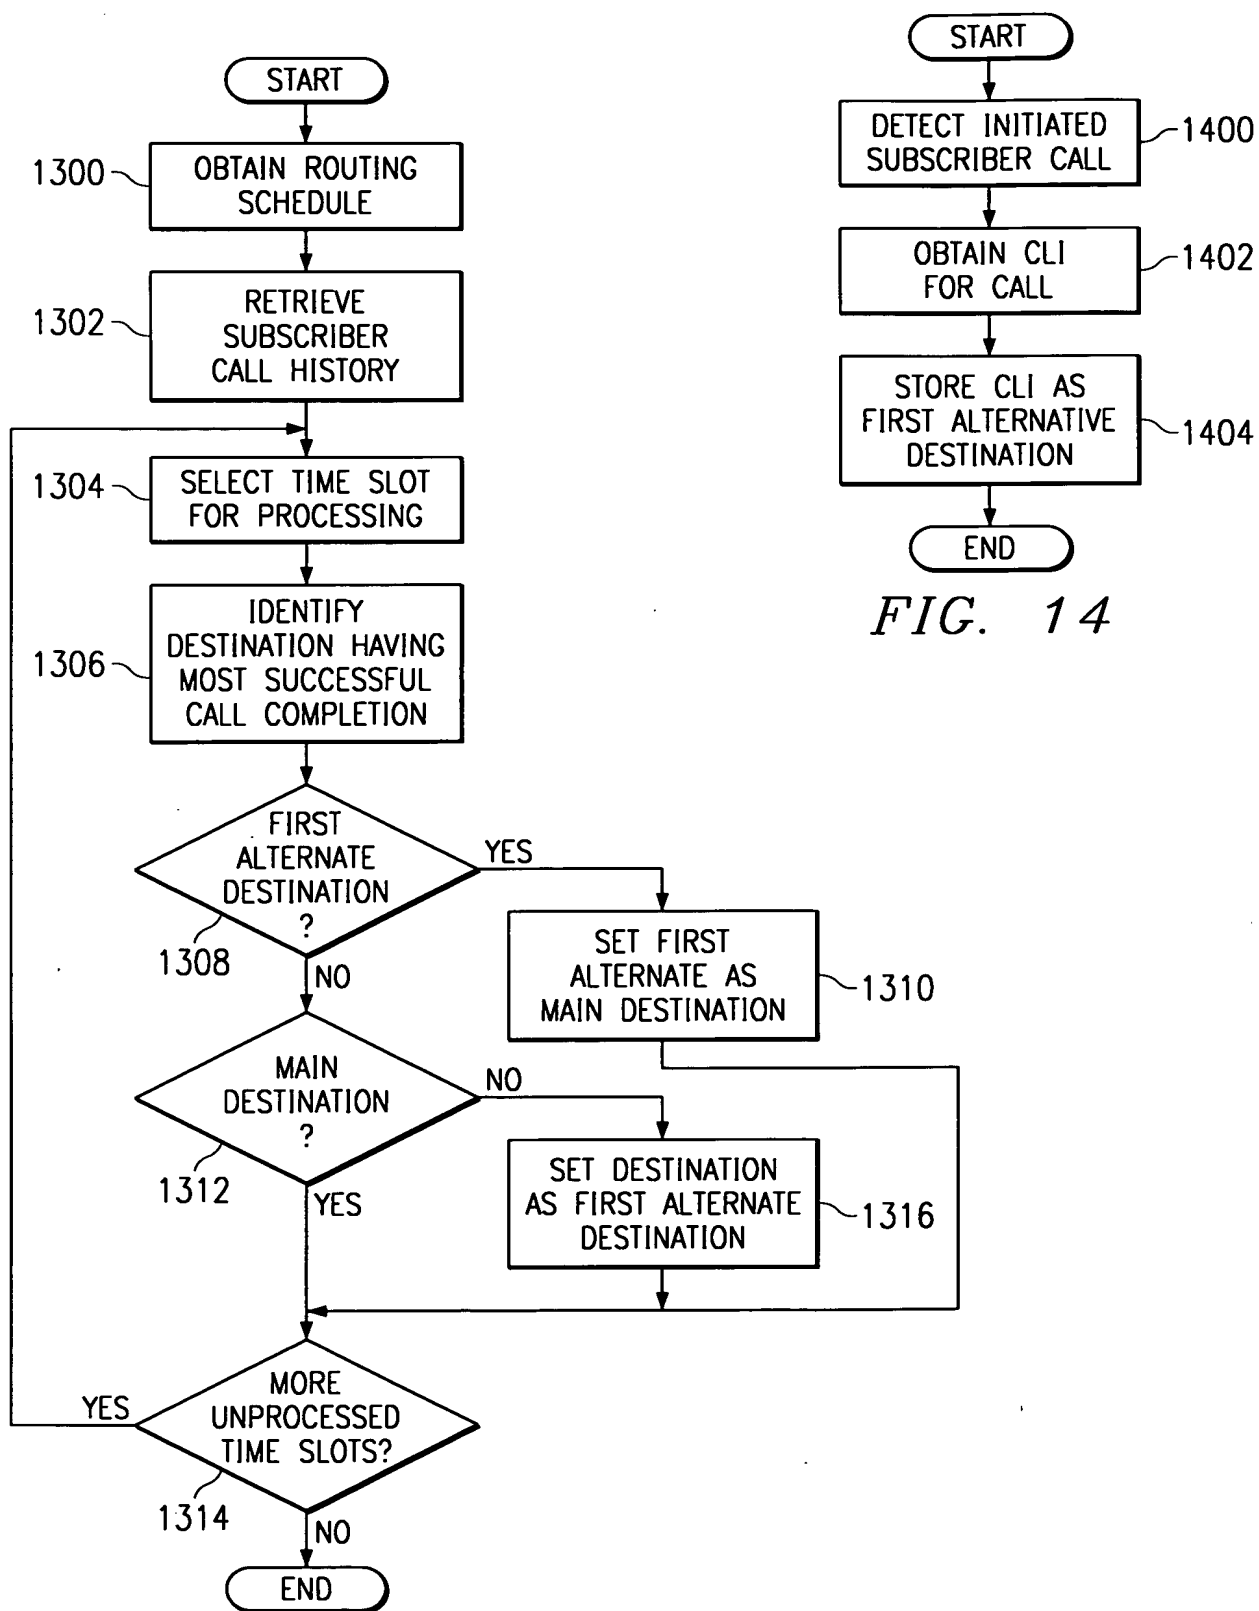 START
1300
OBTAIN ROUTING
SCHEDULE
1302
RETRIEVE
SUBSCRIBER
CALL HISTORY
1304
SELECT TIME SLOT
FOR PROCESSING
1306
IDENTIFY
DESTINATION HAVING
MOST SUCCESSFUL
CALL COMPLETION
FIRST
ALTERNATE
DESTINATION
?
1308
YES
NO
SET FIRST
ALTERNATE AS
MAIN DESTINATION
1310
MAIN
DESTINATION
?
1312
NO
YES
SET DESTINATION
AS FIRST ALTERNATE
DESTINATION
1316
MORE
UNPROCESSED
TIME SLOTS?
1314
YES
NO
END
START
DETECT INITIATED
SUBSCRIBER CALL
1400
OBTAIN CLI
FOR CALL
1402
STORE CLI AS
FIRST ALTERNATIVE
DESTINATION
1404
END
FIG. 14